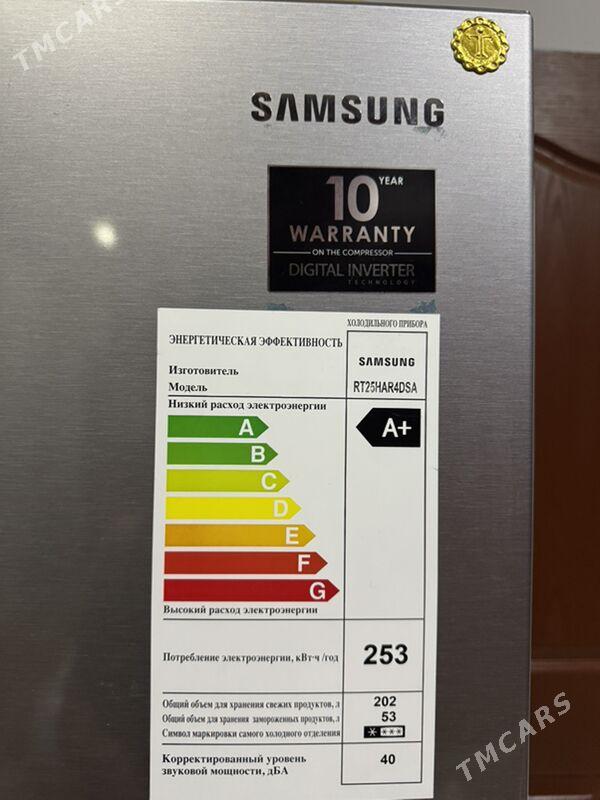 TMCARS
SAMSUNG
10 YEAR
WARRANTY
ON THE COMPRESSOR
DIGITAL INVERTER
TECHNOLOGY
ХОЛОДИЛЬНОГО ПРИБОРА
ЭНЕРГЕТИЧЕСКАЯ ЭФФЕКТИВНОСТЬ
Изготовитель SAMSUNG
Модель RT25HAR4DSA
Низкий расход электроэнергии
A A+
B
C
D
E
F
G
Высокий расход электроэнергии
Потребление электроэнергии, кВт·ч /год 253
Общий объем для хранения свежих продуктов, л 202
Общий объем для хранения замороженных продуктов, л 53
Символ маркировки самого холодного отделения * ***
Корректированный уровень
звуковой мощности, дБА 40
TMCARS